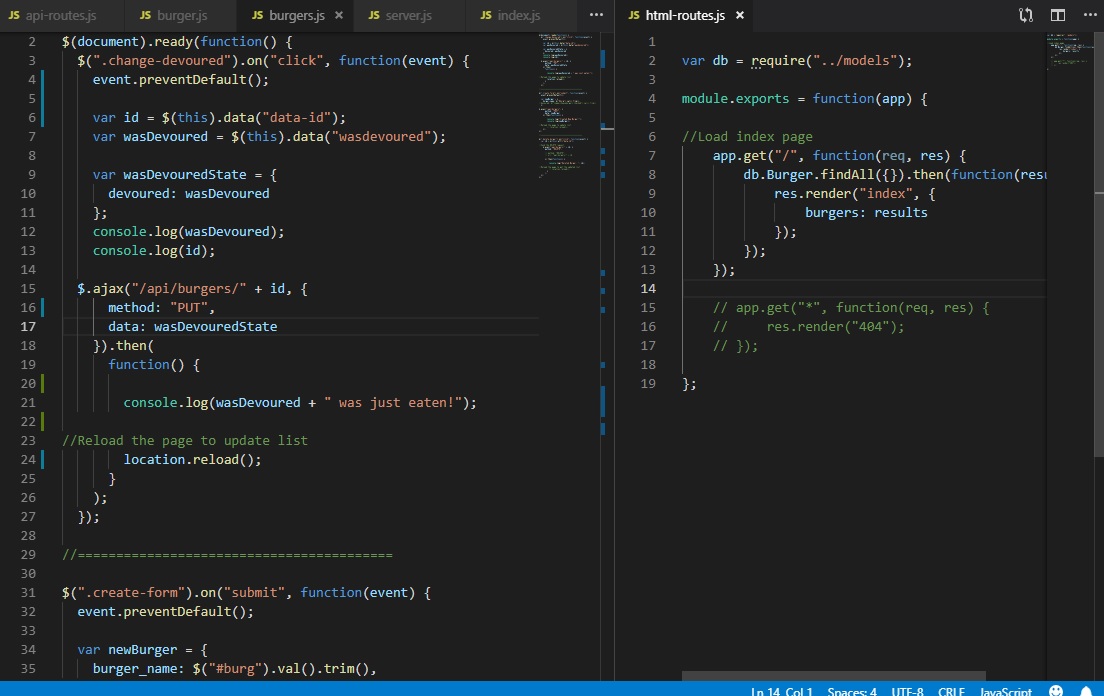 JS api-routes.js JS burger.js JS burgers.js × JS server.js JS index.js ...
2 $(document).ready(function() {
3 $(".change-devoured").on("click", function(event) {
4 event.preventDefault();
5
6 var id = $(this).data("data-id");
7 var wasDevoured = $(this).data("wasdevoured");
8
9 var wasDevouredState = {
10 devoured: wasDevoured
11 };
12 console.log(wasDevoured);
13 console.log(id);
14
15 $.ajax("/api/burgers/" + id, {
16 method: "PUT",
17 data: wasDevouredState
18 }).then(
19 function() {
20
21 console.log(wasDevoured + " was just eaten!");
22
23 //Reload the page to update list
24 location.reload();
25 }
26 );
27 });
28
29 //=========================================
30
31 $(".create-form").on("submit", function(event) {
32 event.preventDefault();
33
34 var newBurger = {
35 burger_name: $("#burg").val().trim(),
JS html-routes.js × ...
1
2 var db = require("../models");
3
4 module.exports = function(app) {
5
6 //Load index page
7 app.get("/", function(req, res) {
8 db.Burger.findAll({}).then(function(resu
9 res.render("index", {
10 burgers: results
11 });
12 });
13 });
14
15 // app.get("*", function(req, res) {
16 // res.render("404");
17 // });
18
19 };
Ln 14, Col 1 Spaces: 4 UTF-8 CRLF JavaScript